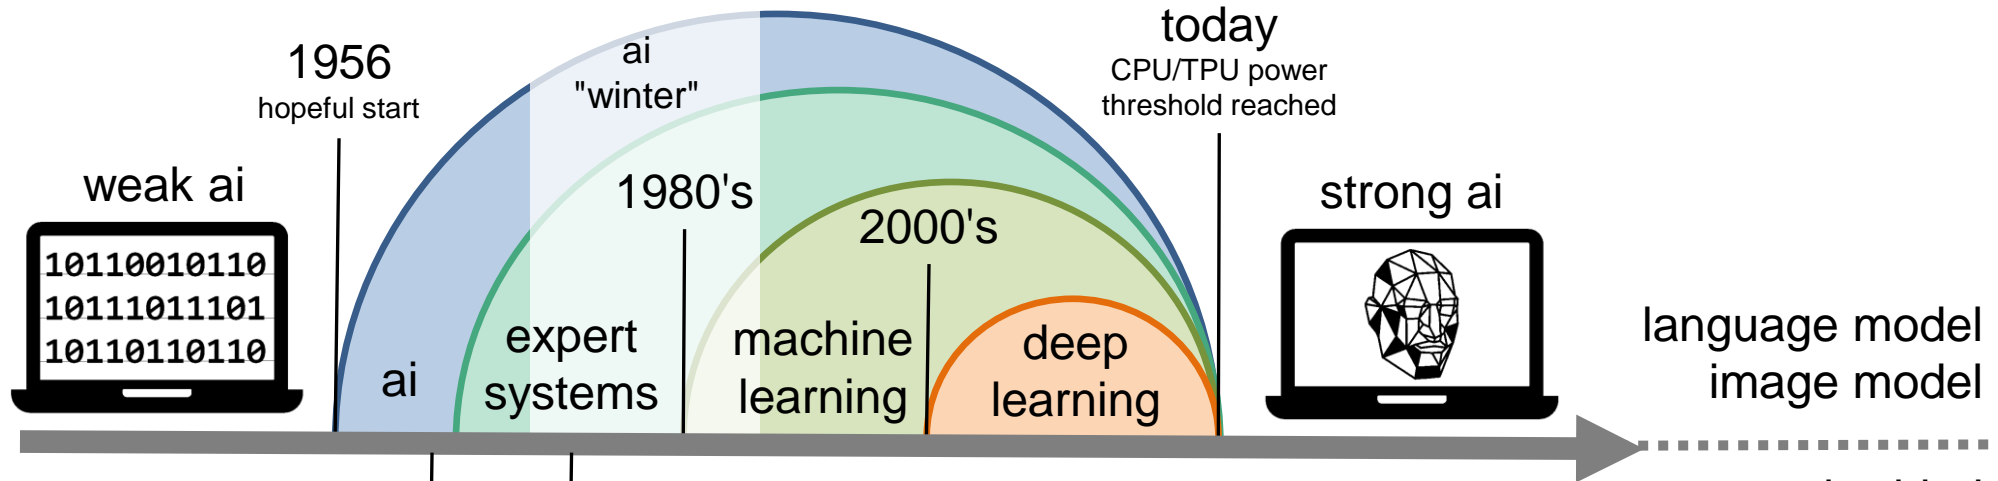 weak ai
10110010110
10111011101
10110110110
1956
hopeful start
ai
"winter"
ai
expert
systems
1980's
machine
learning
2000's
deep
learning
today
CPU/TPU power
threshold reached
strong ai
language model
image model